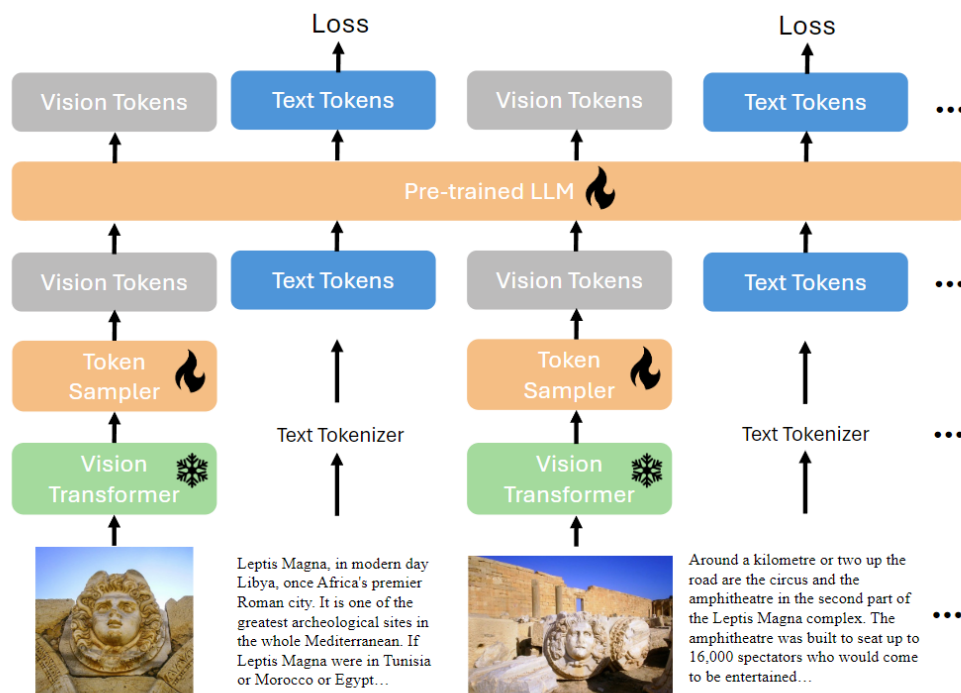 Loss
Loss
Vision Tokens
Text Tokens
Vision Tokens
Text Tokens
...
Pre-trained LLM
Vision Tokens
Text Tokens
Vision Tokens
Text Tokens
...
Token
Sampler
Token
Sampler
Text Tokenizer
Text Tokenizer
...
Vision
Transformer
Vision
Transformer
Leptis Magna, in modern day
Libya, once Africa's premier
Roman city. It is one of the
greatest archeological sites
in the whole Mediterranean. If
Leptis Magna were in Tunisia
or Morocco or Egypt…
Around a kilometre or two up the
road are the circus and the
amphitheatre in the second part of
the Leptis Magna complex. The
amphitheatre was built to seat up to
16,000 spectators who would come
to be entertained…
...